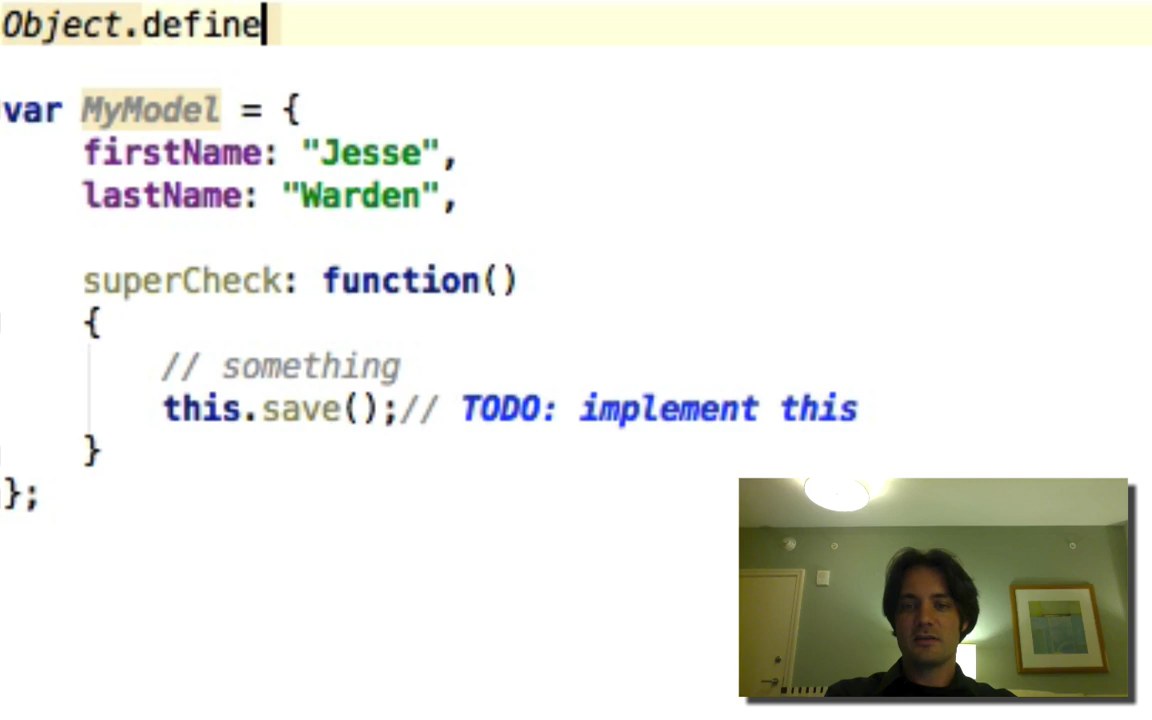 Object.define
var MyModel = {
firstName: "Jesse",
lastName: "Warden",
superCheck: function()
{
// something
this.save();// TODO: implement this
}
};